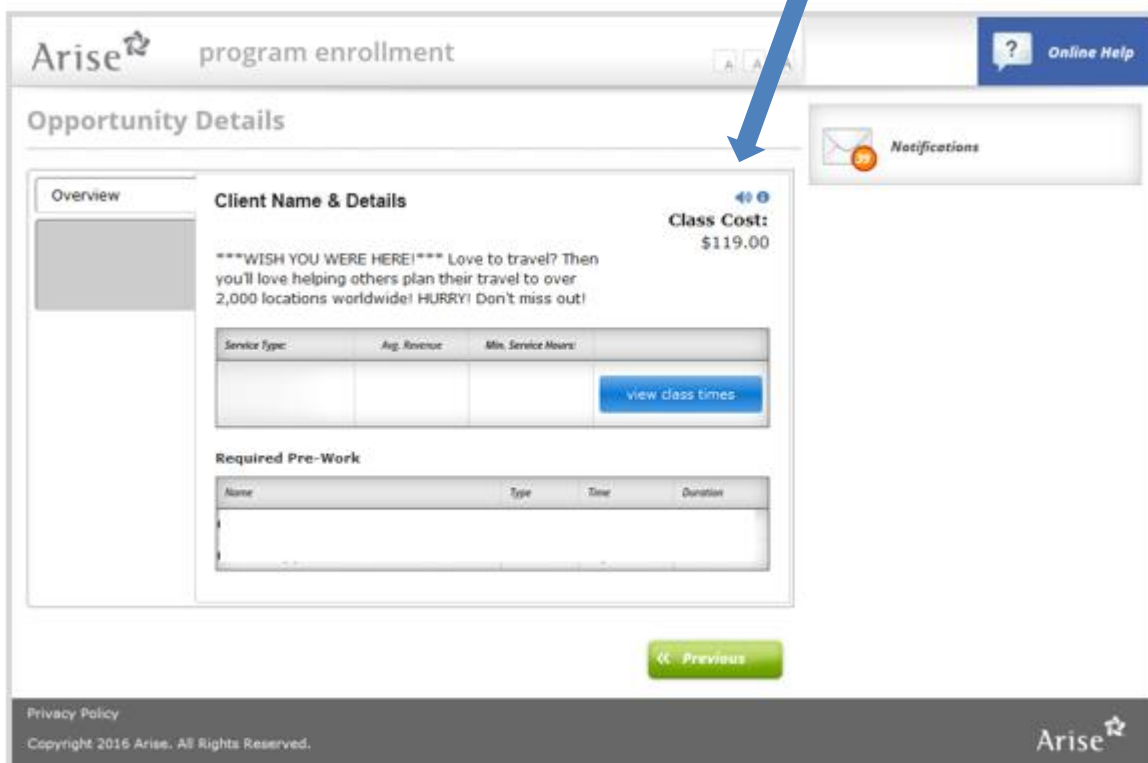 Arise
program enrollment
A A A
? Online Help
Opportunity Details
39 Notifications
Overview
Client Name & Details
Class Cost:
$119.00
***WISH YOU WERE HERE!*** Love to travel? Then
you'll love helping others plan their travel to over
2,000 locations worldwide! HURRY! Don't miss out!
Service Type: Avg. Revenue Min. Service Hours:
view class times
Required Pre-Work
Name Type Time Duration
« Previous
Privacy Policy
Copyright 2016 Arise. All Rights Reserved.
Arise